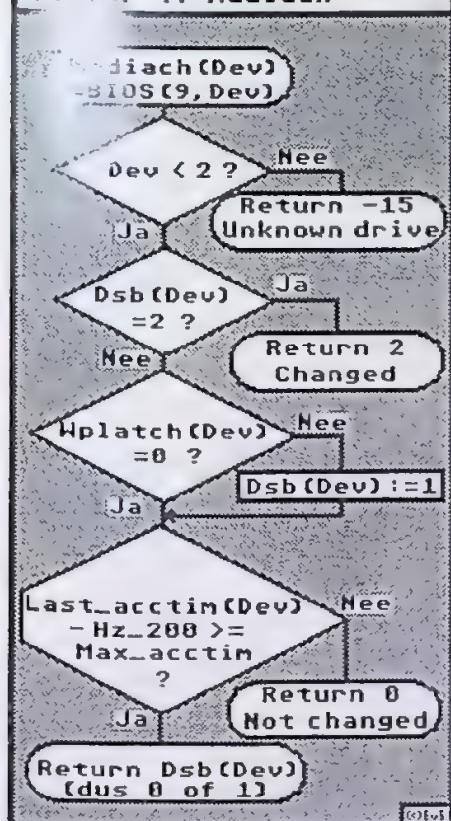 diach(Dev)
BIOS(9,Dev)
Dev < 2 ?
Nee
Return -15
Unknown drive
Ja
Dsb(Dev)
=2 ?
Ja
Return 2
Changed
Nee
Wplatch(Dev)
=0 ?
Nee
Dsb(Dev):=1
Ja
Last_acctim(Dev)
- Hz_200 >=
Max_acctim
?
Nee
Return 0
Not changed
Ja
Return Dsb(Dev)
(dus 0 of 1)